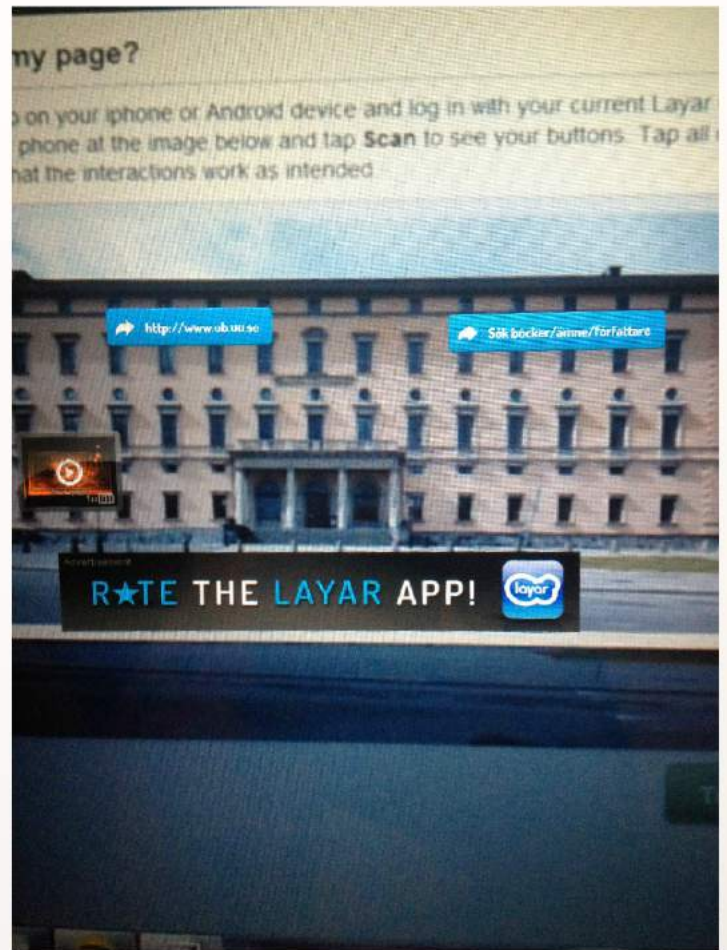 my page?
on your iphone or Android device and log in with your current Layar
phone at the image below and tap Scan to see your buttons. Tap all
hat the interactions work as intended
http://www.ub.uu.se
Sök böcker/ämne/författare
Advertisement
R★TE THE LAYAR APP!
layar